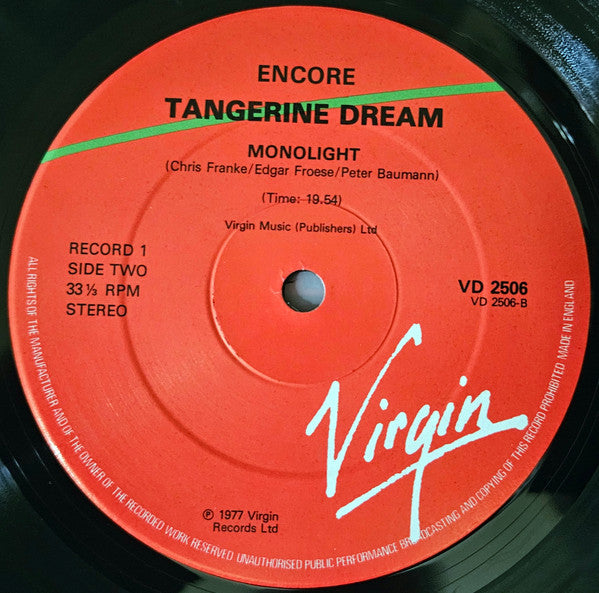 ENCORE
TANGERINE DREAM
MONOLIGHT
(Chris Franke/Edgar Froese/Peter Baumann)
(Time: 19.54)
Virgin Music (Publishers) Ltd
RECORD 1
SIDE TWO
33⅓ RPM
STEREO
VD 2506
VD 2506-B
Virgin
℗ 1977 Virgin
Records Ltd
ALL RIGHTS OF THE MANUFACTURER AND OF THE OWNER OF THE RECORDED WORK RESERVED UNAUTHORISED PUBLIC PERFORMANCE BROADCASTING AND COPYING OF THIS RECORD PROHIBITED MADE IN ENGLAND